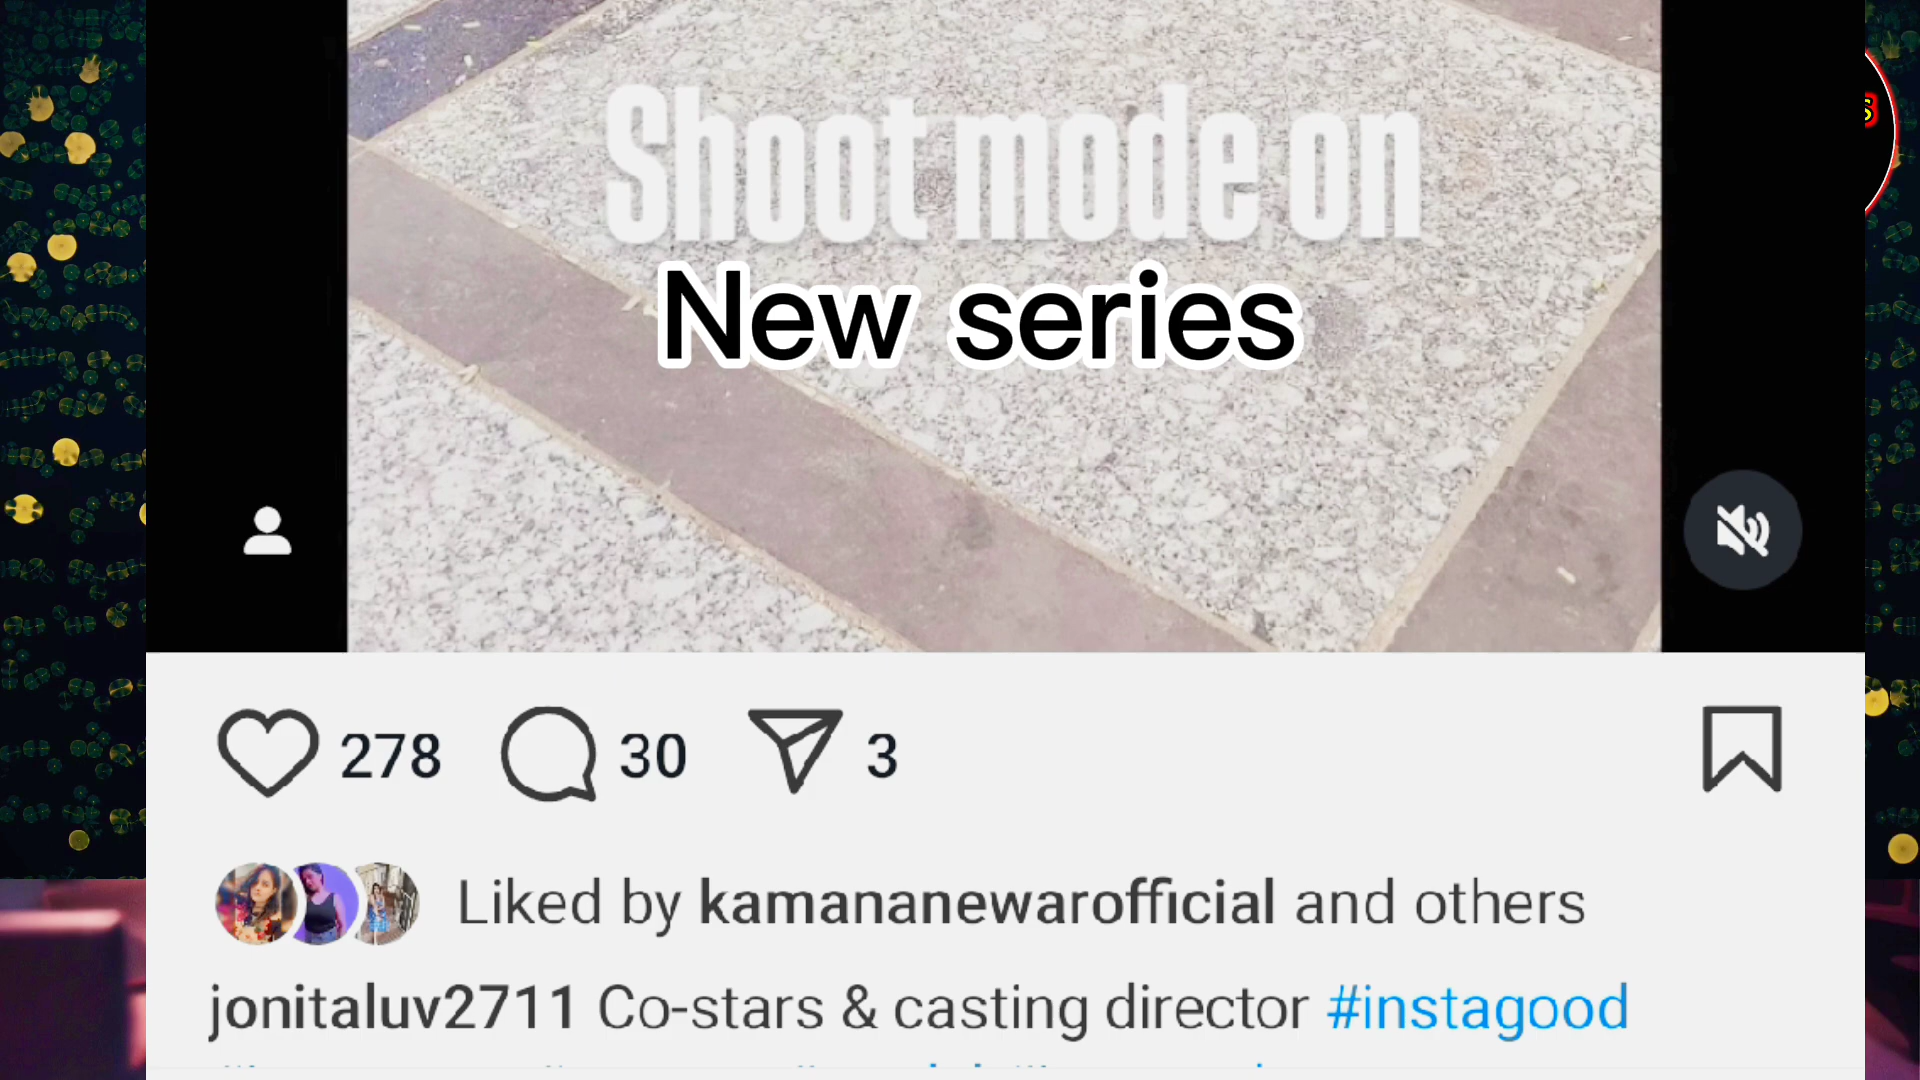 Shoot mode on
New series
278 30 3
Liked by kamananewarofficial and others
jonitaluv2711 Co-stars & casting director #instagood